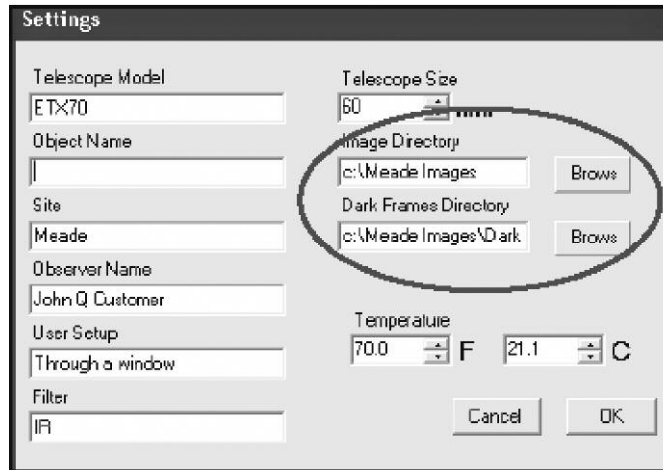 Settings
Telescope Model
ETX70
Object Name
Site
Meade
Observer Name
John Q Customer
User Setup
Through a window
Filter
IR
Telescope Size
60
Image Directory
c:\Meade Images
Brows
Dark Frames Directory
c:\Meade Images\Dark
Brows
Temperature
70.0 F 21.1 C
Cancel OK